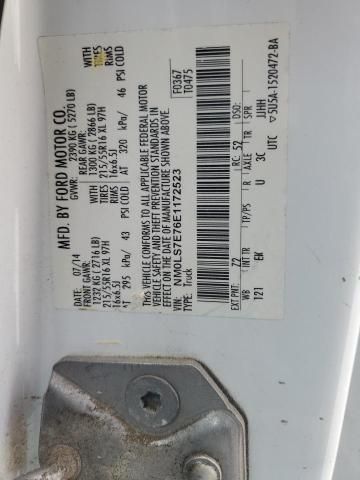 MFD. BY FORD MOTOR CO.
DATE: 07/14 GVWR: 2390 KG ( 5270 LB)
FRONT GAWR: REAR GAWR: WITH
1232 KG ( 2716 LB) 1300 KG ( 2866 LB) TIRES
215/55R16 XL 97H 215/55R16 XL 97H RIMS
16x6.5J 16x6.5J
AT 295 kPa/ 43 PSI COLD AT 320 kPa/ 46 PSI COLD
THIS VEHICLE CONFORMS TO ALL APPLICABLE FEDERAL MOTOR
VEHICLE SAFETY AND THEFT PREVENTION STANDARDS IN
EFFECT ON THE DATE OF MANUFACTURE SHOWN ABOVE.
VIN: NM0LS7E76E1172523 F0367
TYPE: Truck T0475
EXT PNT: Z2 RC: 52 DSO:
WB BRK TR AXLE TR SPR
121 EK U 3C JJHH
UTC 5U5A-1520472-BA